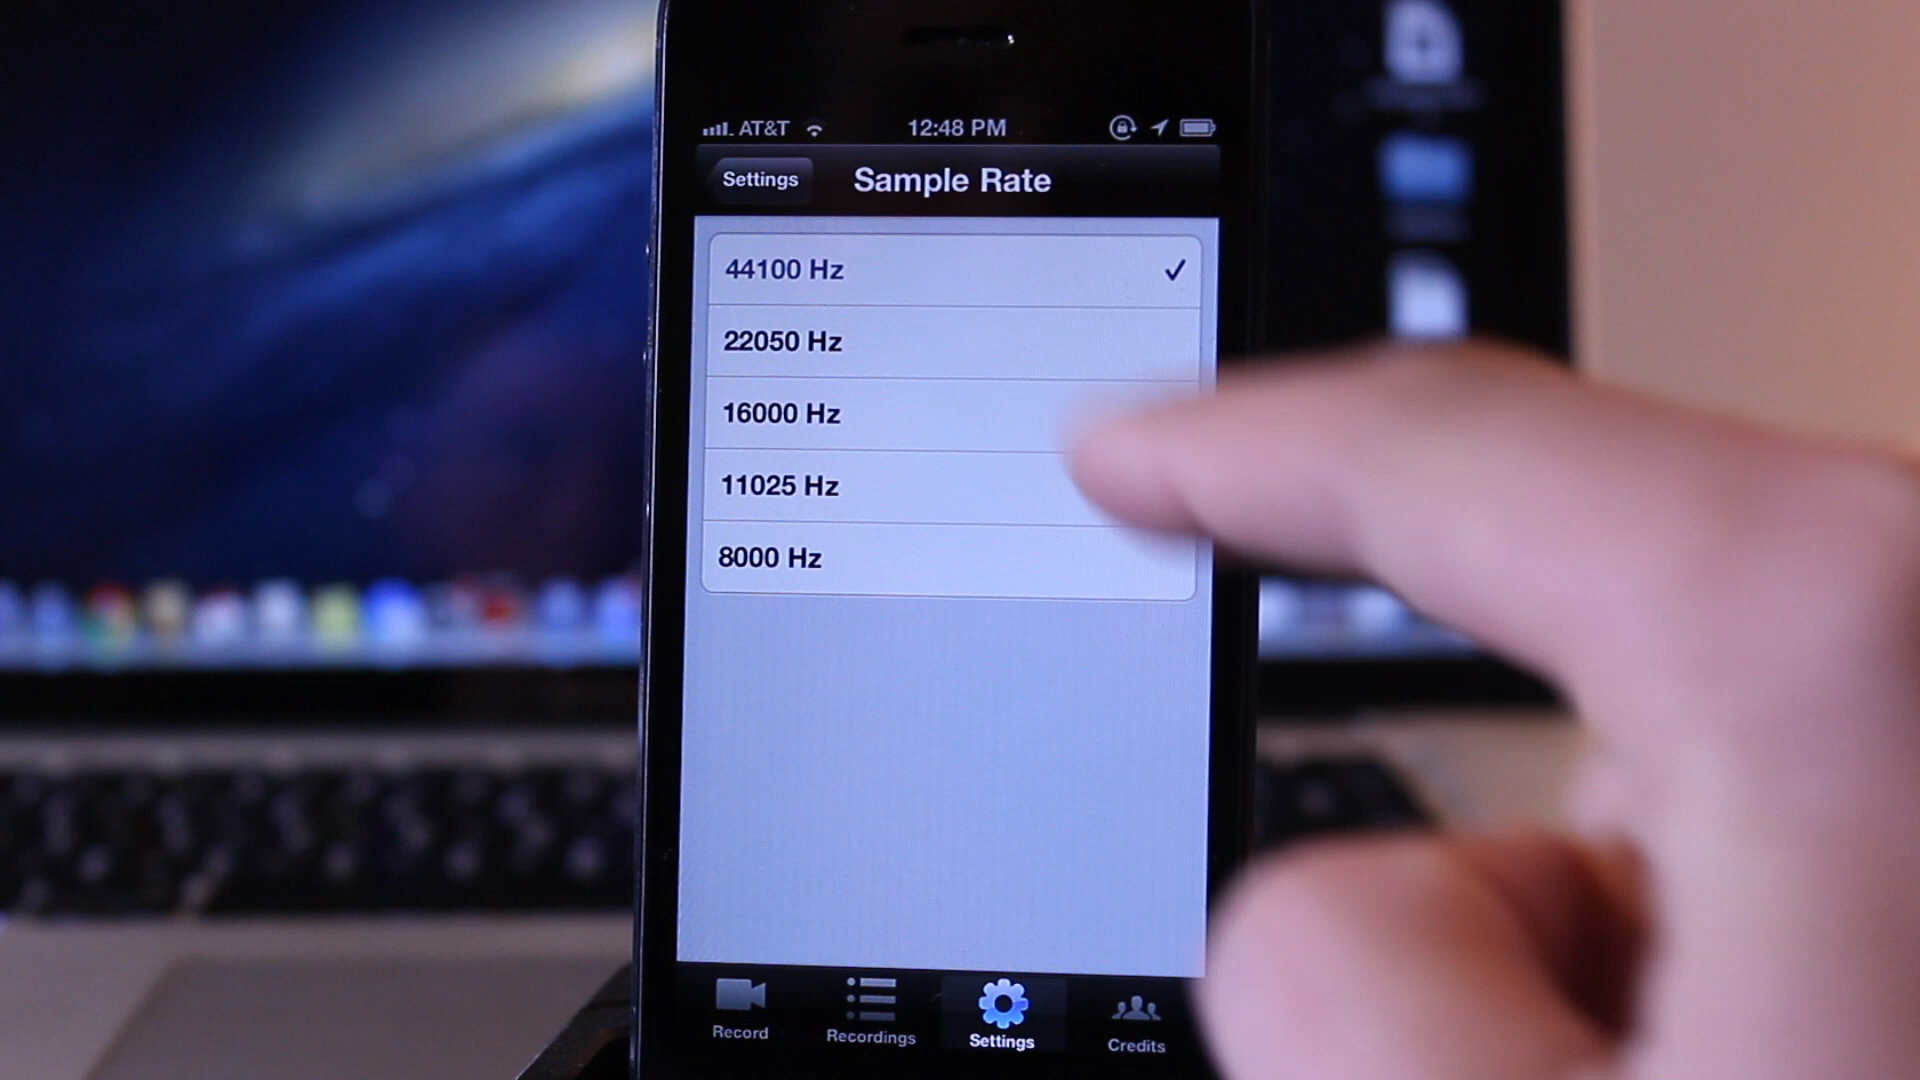 AT&T 12:48 PM
Settings Sample Rate
44100 Hz
22050 Hz
16000 Hz
11025 Hz
8000 Hz
Record Recordings Settings Credits